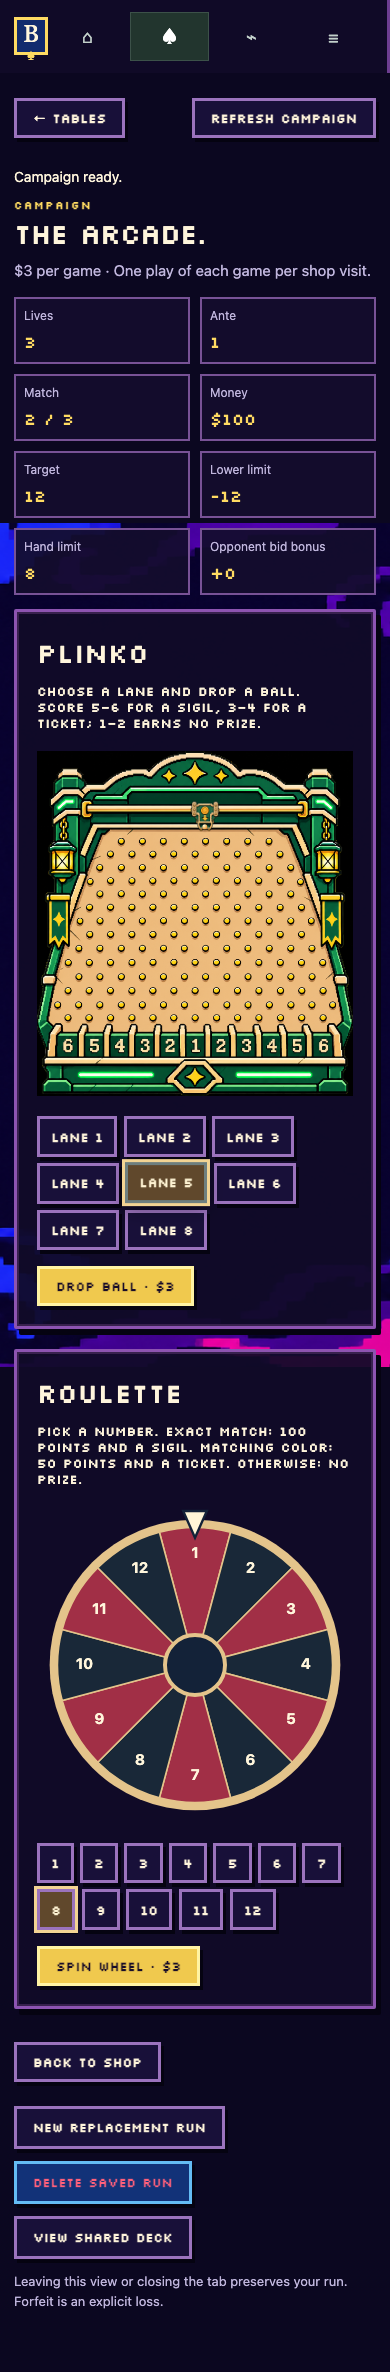 B
← TABLES
REFRESH CAMPAIGN
Campaign ready.
CAMPAIGN
THE ARCADE.
$3 per game · One play of each game per shop visit.
Lives
3
Ante
1
Match
2 / 3
Money
$100
Target
12
Lower limit
-12
Hand limit
8
Opponent bid bonus
+0
PLINKO
CHOOSE A LANE AND DROP A BALL.
SCORE 5-6 FOR A SIGIL, 3-4 FOR A
TICKET; 1-2 EARNS NO PRIZE.
6 5 4 3 2 1 2 3 4 5 6
LANE 1
LANE 2
LANE 3
LANE 4
LANE 5
LANE 6
LANE 7
LANE 8
DROP BALL · $3
ROULETTE
PICK A NUMBER. EXACT MATCH: 100
POINTS AND A SIGIL. MATCHING COLOR:
50 POINTS AND A TICKET. OTHERWISE: NO
PRIZE.
1
2
3
4
5
6
7
8
9
10
11
12
1
2
3
4
5
6
7
8
9
10
11
12
SPIN WHEEL · $3
BACK TO SHOP
NEW REPLACEMENT RUN
DELETE SAVED RUN
VIEW SHARED DECK
Leaving this view or closing the tab preserves your run.
Forfeit is an explicit loss.